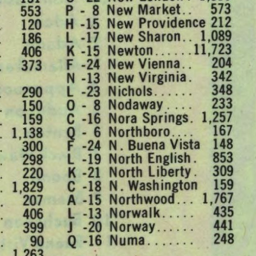 553 P - 8 New Market. 573
120 H -15 New Providence 212
186 L -17 New Sharon.. 1,089
406 K -15 Newton......11,723
373 F -24 New Vienna.. 204
N -13 New Virginia. 342
290 L -23 Nichols...... 348
150 O - 8 Nodaway .... 233
159 C -16 Nora Springs. 1,257
1,138 Q - 6 Northboro.... 167
300 F -24 N. Buena Vista 148
298 L -19 North English. 853
220 K -21 North Liberty. 309
1,829 C -18 N. Washington 159
207 A -15 Northwood... 1,767
406 L -13 Norwalk..... 435
399 J -20 Norway...... 441
90 Q -16 Numa....... 248
1,263